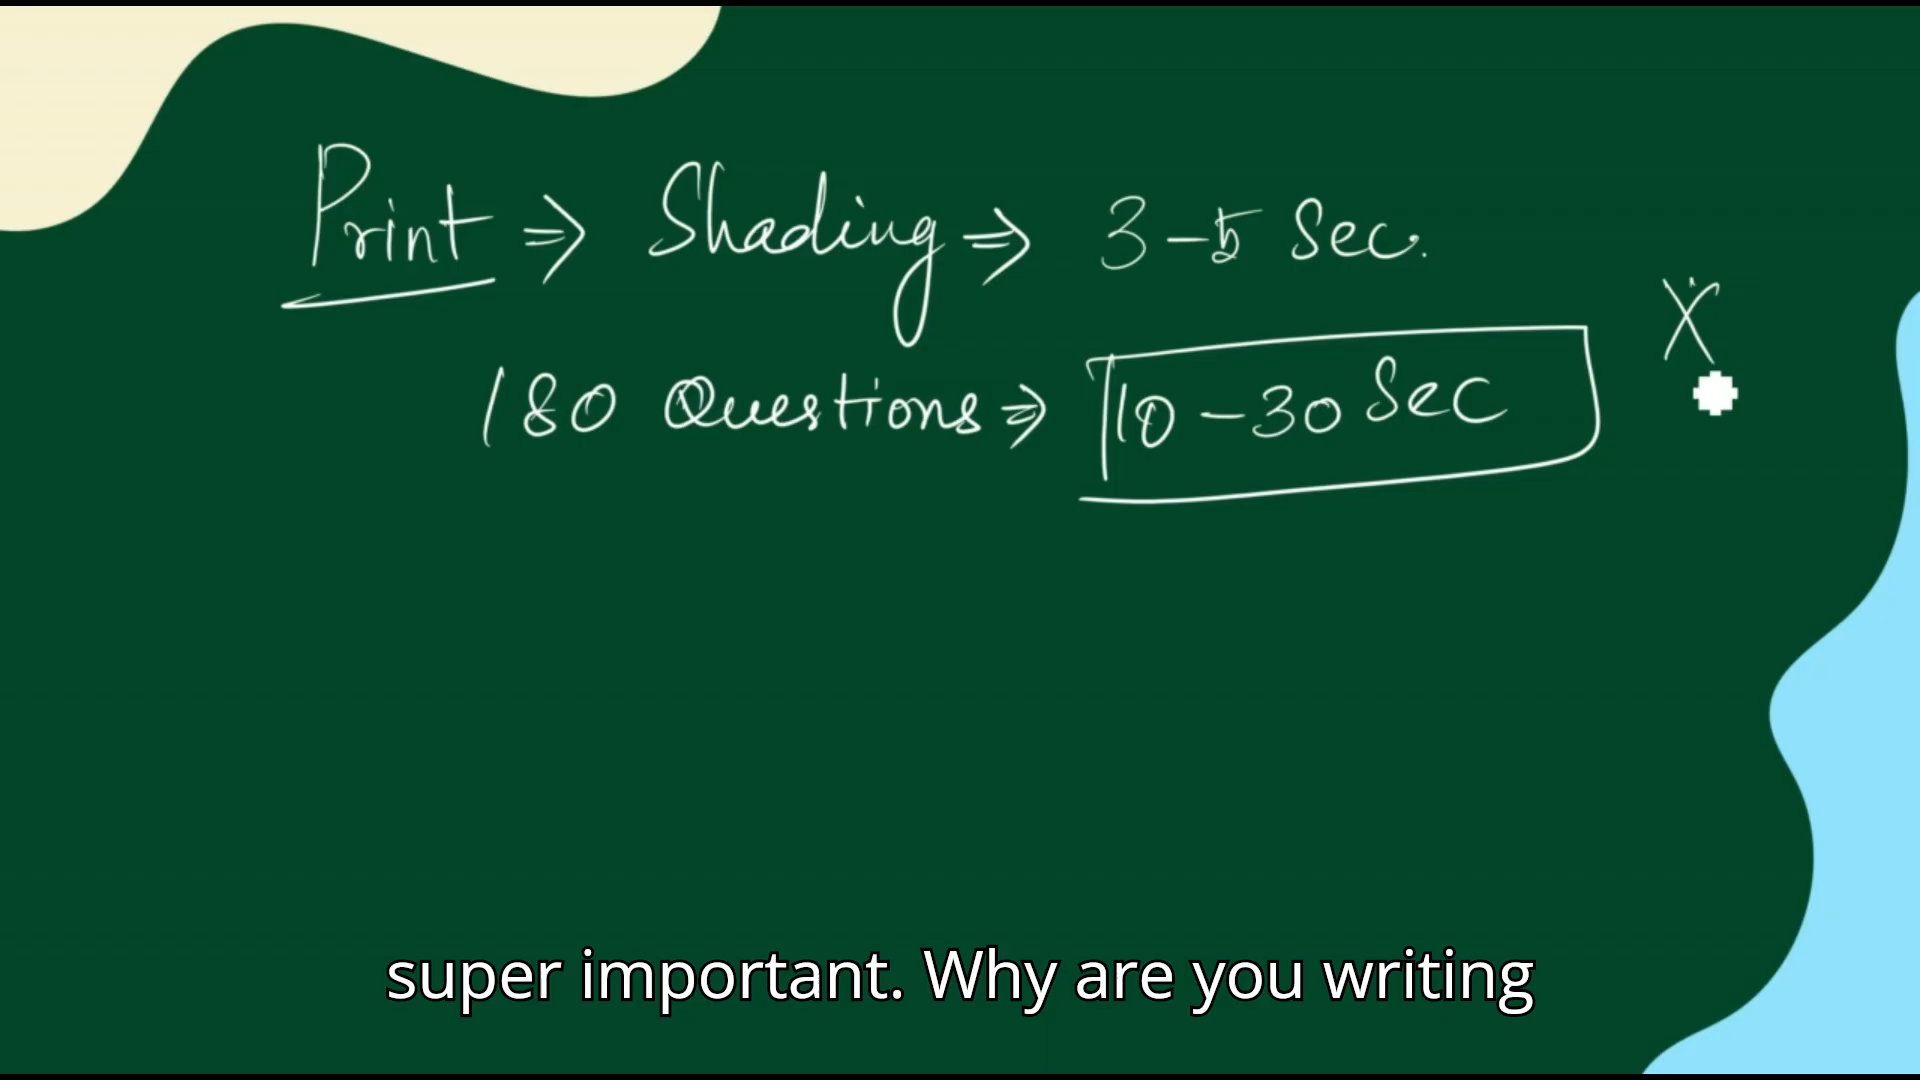 Print => Shading => 3-5 Sec.
X
180 Questions => 10-30 Sec
super important. Why are you writing